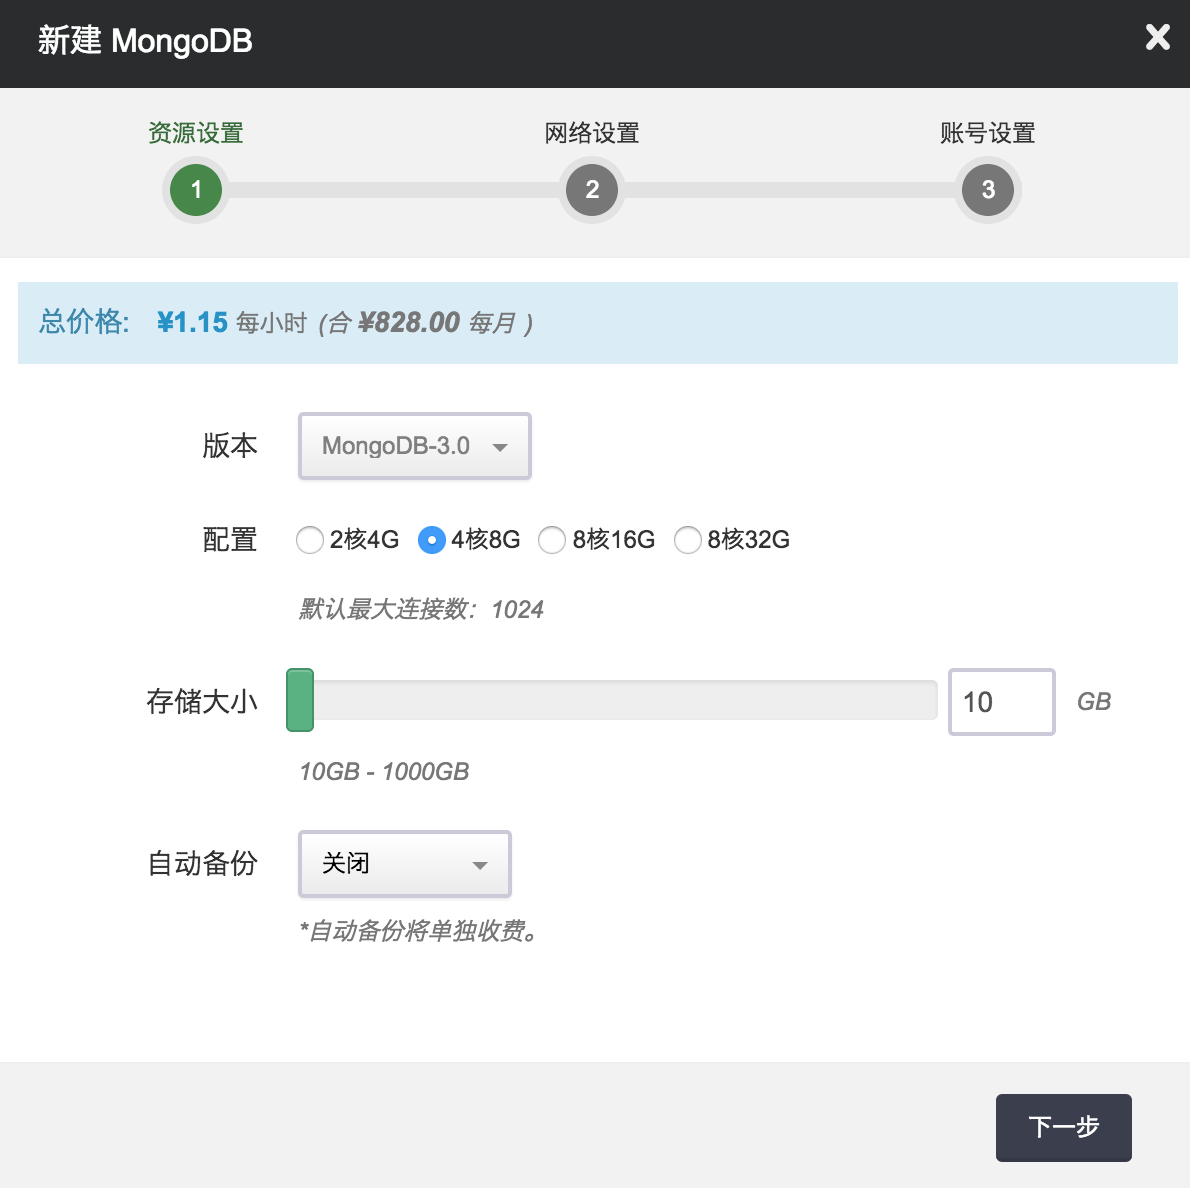 新建 MongoDB
资源设置 网络设置 账号设置
1 2 3
总价格: ¥1.15 每小时 (合 ¥828.00 每月 )
版本 MongoDB-3.0
配置 2核4G 4核8G 8核16G 8核32G
默认最大连接数：1024
存储大小 10 GB
10GB - 1000GB
自动备份 关闭
*自动备份将单独收费。
下一步